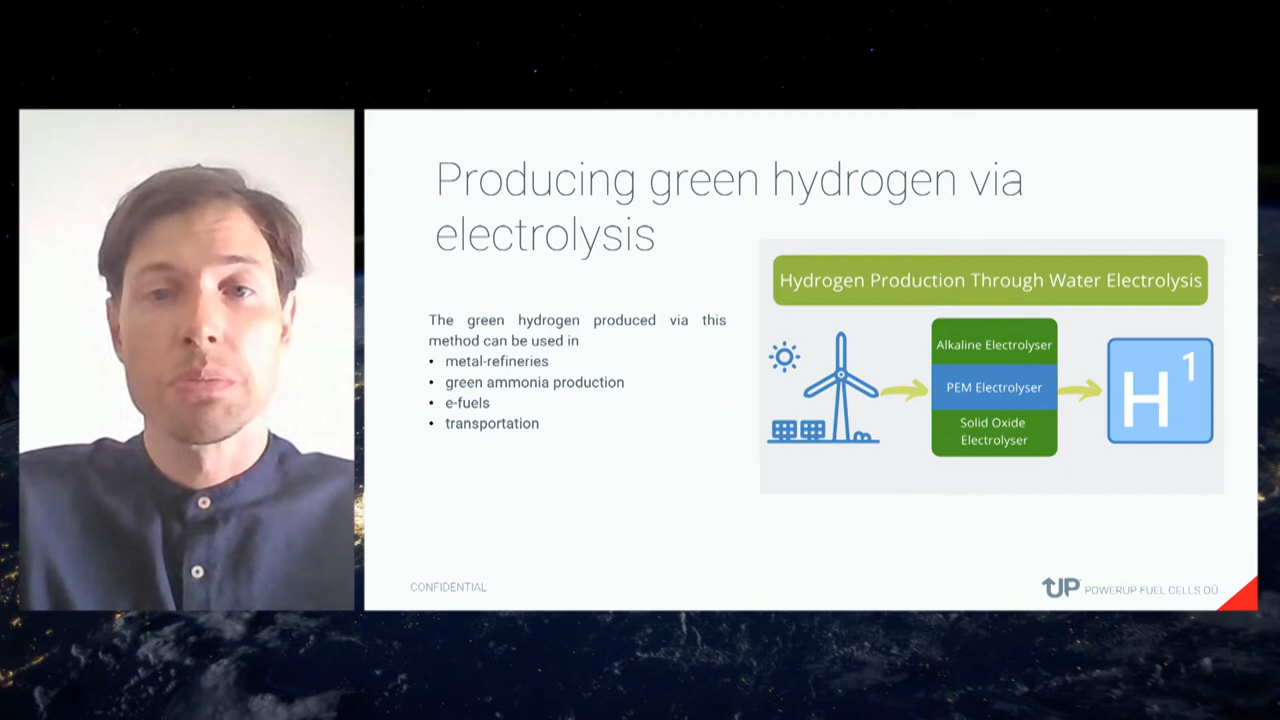 Producing green hydrogen via
electrolysis
The green hydrogen produced via this
method can be used in
• metal-refineries
• green ammonia production
• e-fuels
• transportation
Hydrogen Production Through Water Electrolysis
Alkaline Electrolyser
PEM Electrolyser
Solid Oxide
Electrolyser
H 1
CONFIDENTIAL
UP POWERUP FUEL CELLS OÜ